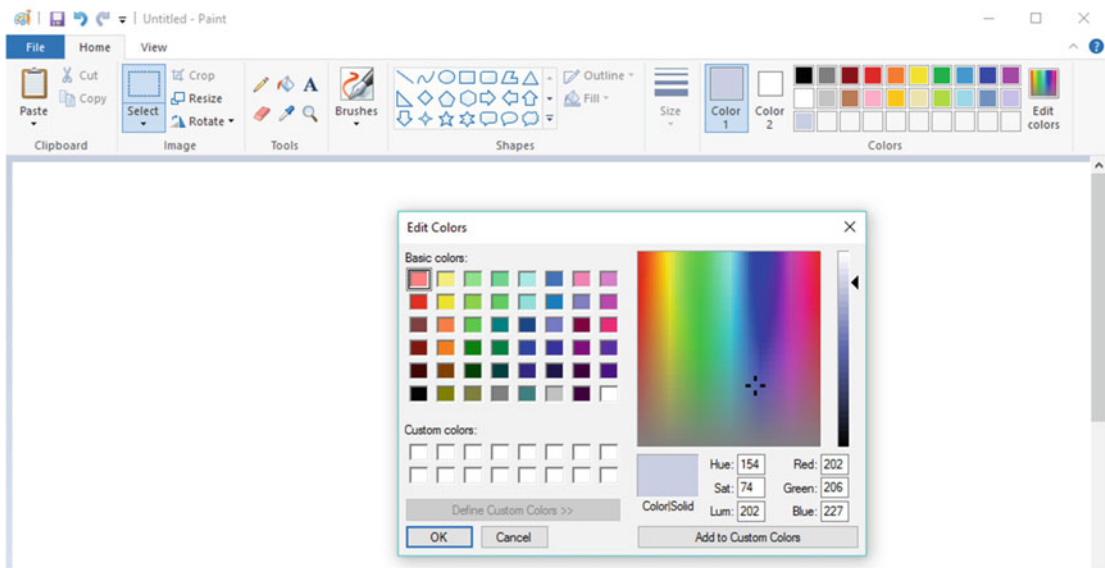 Untitled - Paint
File Home View
Paste
Cut
Copy
Clipboard
Select
Crop
Resize
Rotate
Image
A
Tools
Brushes
Outline
Fill
Shapes
Size
Color 1
Color 2
Edit colors
Colors
Edit Colors
Basic colors:
Custom colors:
Define Custom Colors >>
OK Cancel
Color|Solid
Hue: 154 Red: 202
Sat: 74 Green: 206
Lum: 202 Blue: 227
Add to Custom Colors